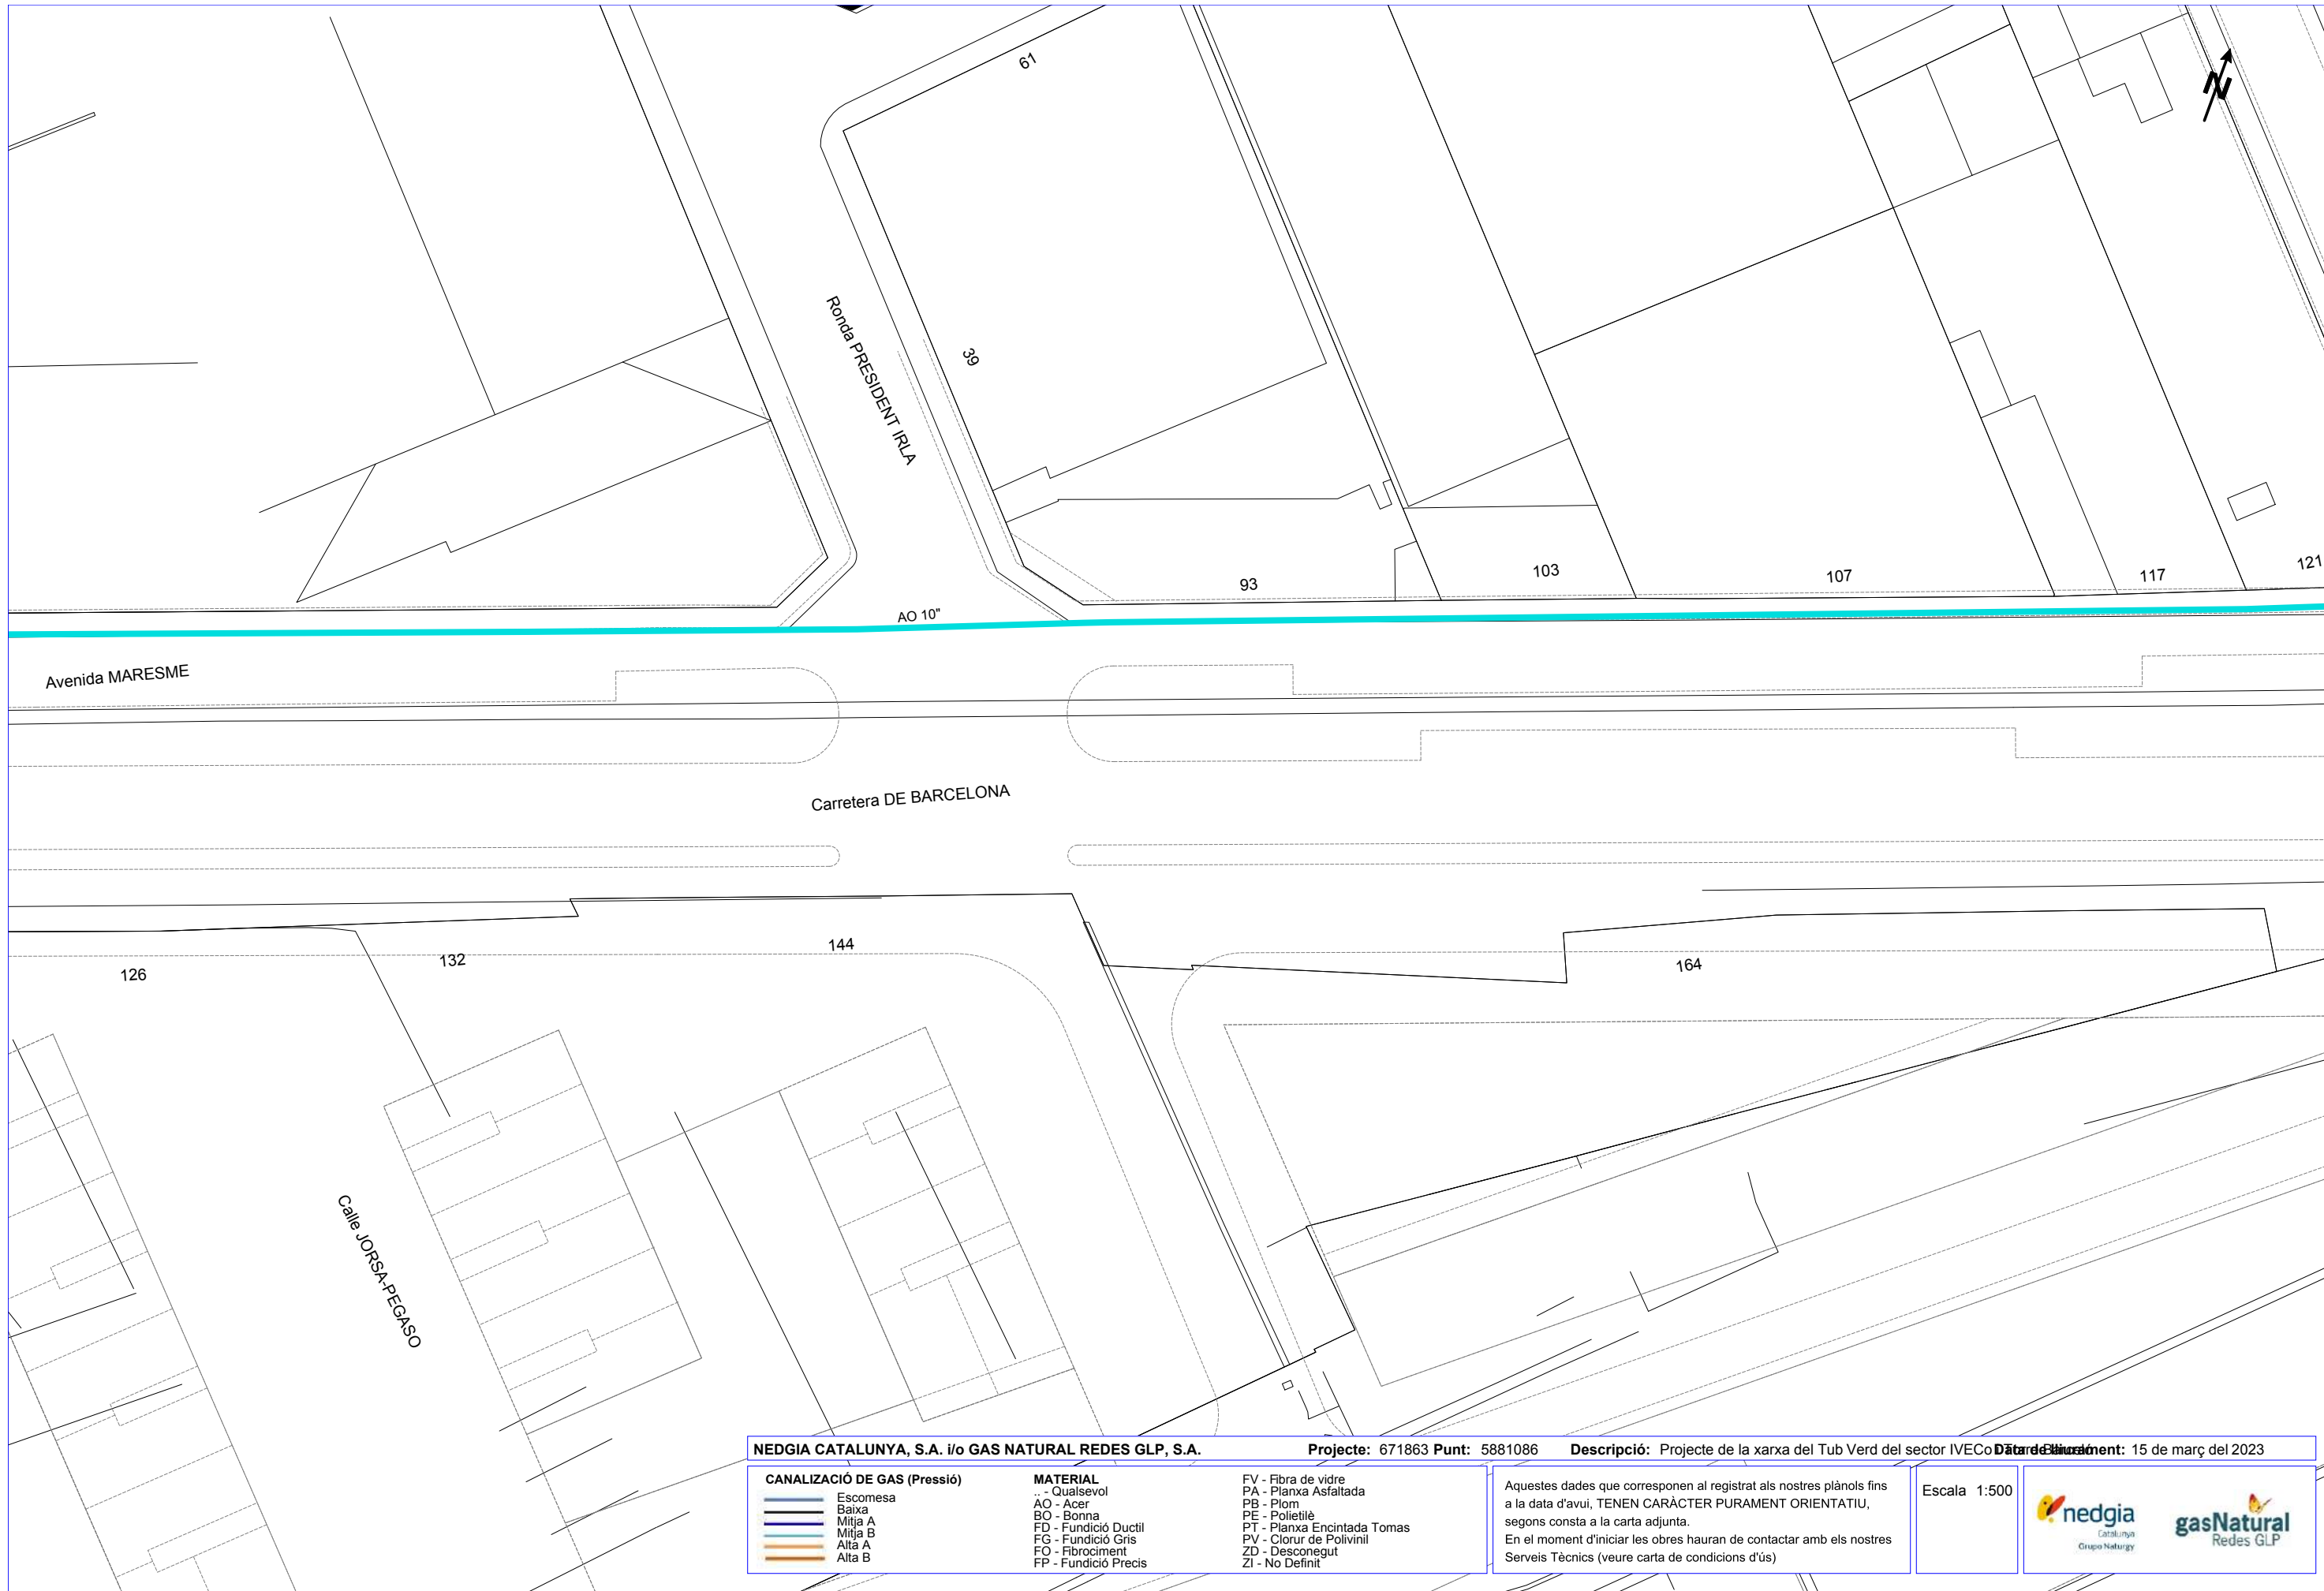 61
N
Ronda PRESIDENT IRLA
39
93
103
107
117
121
AO 10"
Avenida MARESME
Carretera DE BARCELONA
126
132
144
164
Calle JORSA-PEGASO
NEDGIA CATALUNYA, S.A. i/o GAS NATURAL REDES GLP, S.A. Projecte: 671863 Punt: 5881086 Descripció: Projecte de la xarxa del Tub Verd del sector IVECo Data de lliurament: 15 de març del 2023
CANALIZACIÓ DE GAS (Pressió)
Escomesa
Baixa
Mitja A
Mitja B
Alta A
Alta B
MATERIAL
.. - Qualsevol
AO - Acer
BO - Bonna
FD - Fundició Ductil
FG - Fundició Gris
FO - Fibrociment
FP - Fundició Precis
FV - Fibra de vidre
PA - Planxa Asfaltada
PB - Plom
PE - Polietilè
PT - Planxa Encintada Tomas
PV - Clorur de Polivinil
ZD - Desconegut
ZI - No Definit
Aquestes dades que corresponen al registrat als nostres plànols fins
a la data d'avui, TENEN CARÀCTER PURAMENT ORIENTATIU,
segons consta a la carta adjunta.
En el moment d'iniciar les obres hauran de contactar amb els nostres
Serveis Tècnics (veure carta de condicions d'ús)
Escala 1:500
nedgia
Catalunya
Grupo Naturgy
gasNatural
Redes GLP